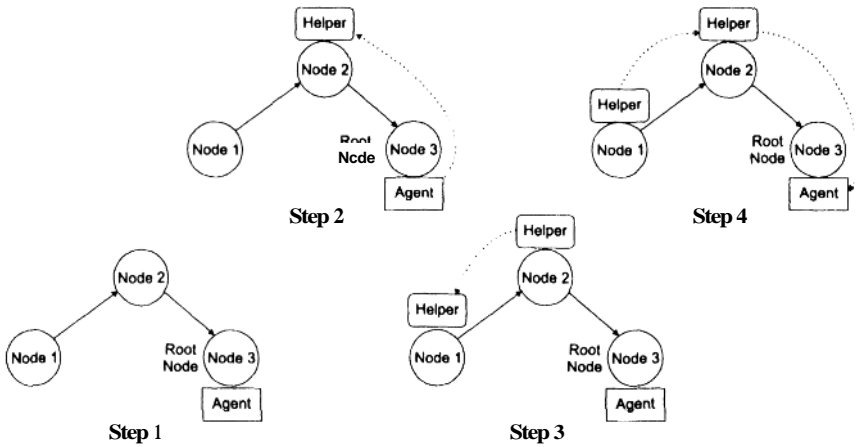 Helper
Node 2
Node 1
Root
Ncde
Node 3
Agent
Step 2
Helper
Node 2
Helper
Node 1
Root
Node
Node 3
Agent
Step 4
Node 2
Node 1
Root
Node
Node 3
Agent
Step 1
Helper
Node 2
Helper
Node 1
Root
Node
Node 3
Agent
Step 3